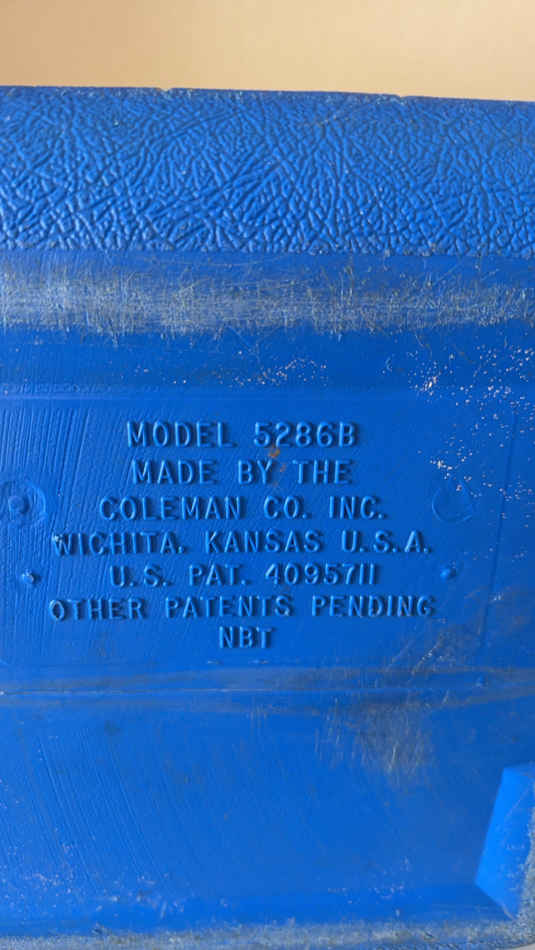 MODEL 5286B
MADE BY THE
COLEMAN CO. INC.
WICHITA, KANSAS U.S.A.
U.S. PAT. 4095711
OTHER PATENTS PENDING
NBT